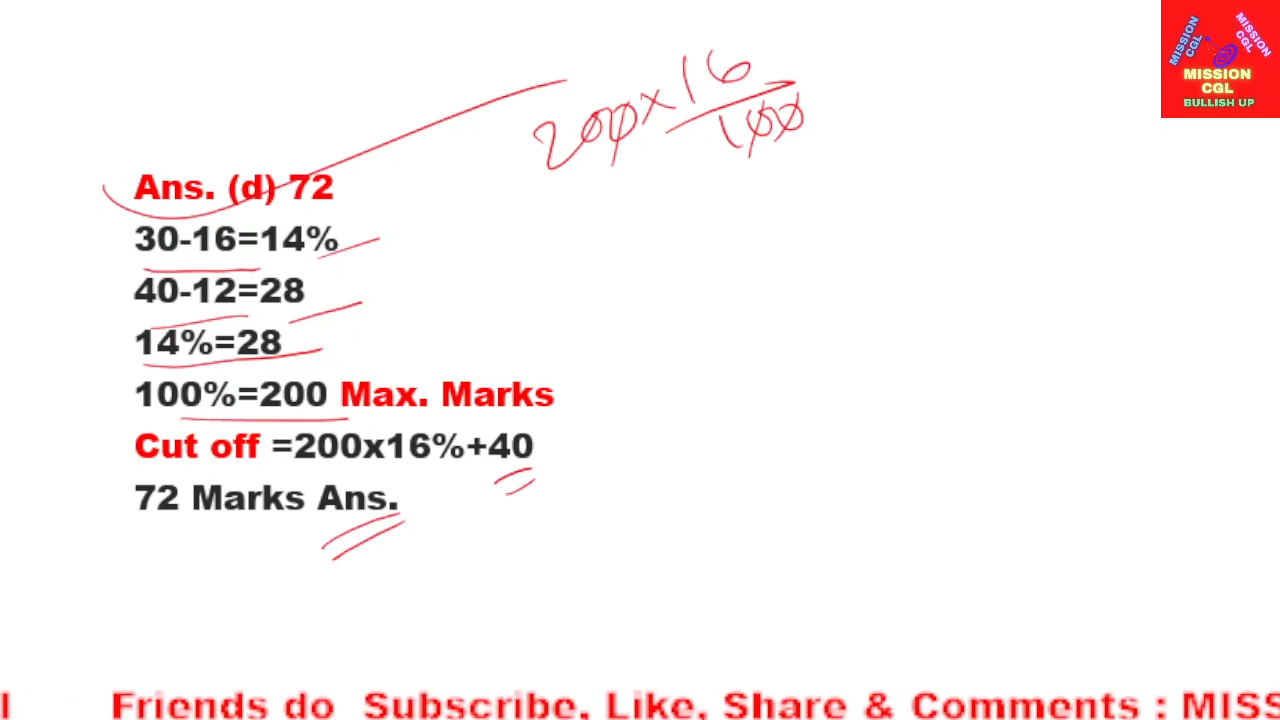 MISSION
CGL
MISSION
CGL
MISSION
CGL
BULLISH UP
200x16
100
Ans. (d) 72
30-16=14%
40-12=28
14%=28
100%=200 Max. Marks
Cut off =200x16%+40
72 Marks Ans.
Friends do Subscribe, Like, Share & Comments : MISS